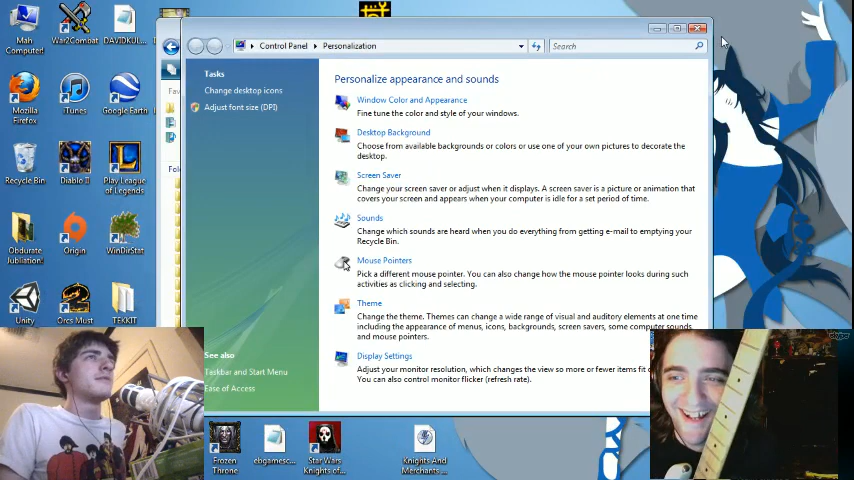 Mah
Computer!
War2Combat
DAVIDKUL...
Mozilla
Firefox
iTunes
Google Earth
Recycle Bin
Diablo II
Play League
of Legends
Obdurate
Jubliation!
Origin
WinDirStat
Unity
Orcs Must
TEKKIT
Fav
Folo
Control Panel
Personalization
Search
Tasks
Change desktop icons
Adjust font size (DPI)
Personalize appearance and sounds
Window Color and Appearance
Fine tune the color and style of your windows.
Desktop Background
Choose from available backgrounds or colors or use one of your own pictures to decorate the
desktop.
Screen Saver
Change your screen saver or adjust when it displays. A screen saver is a picture or animation that
covers your screen and appears when your computer is idle for a set period of time.
Sounds
Change which sounds are heard when you do everything from getting e-mail to emptying your
Recycle Bin.
Mouse Pointers
Pick a different mouse pointer. You can also change how the mouse pointer looks during such
activities as clicking and selecting.
Theme
Change the theme. Themes can change a wide range of visual and auditory elements at one time
including the appearance of menus, icons, backgrounds, screen savers, some computer sounds,
and mouse pointers.
Display Settings
Adjust your monitor resolution, which changes the view so more or fewer items fit o
You can also control monitor flicker (refresh rate).
See also
Taskbar and Start Menu
Ease of Access
Frozen
Throne
ebgamesc...
Star Wars
Knights of...
Knights And
Merchants ...